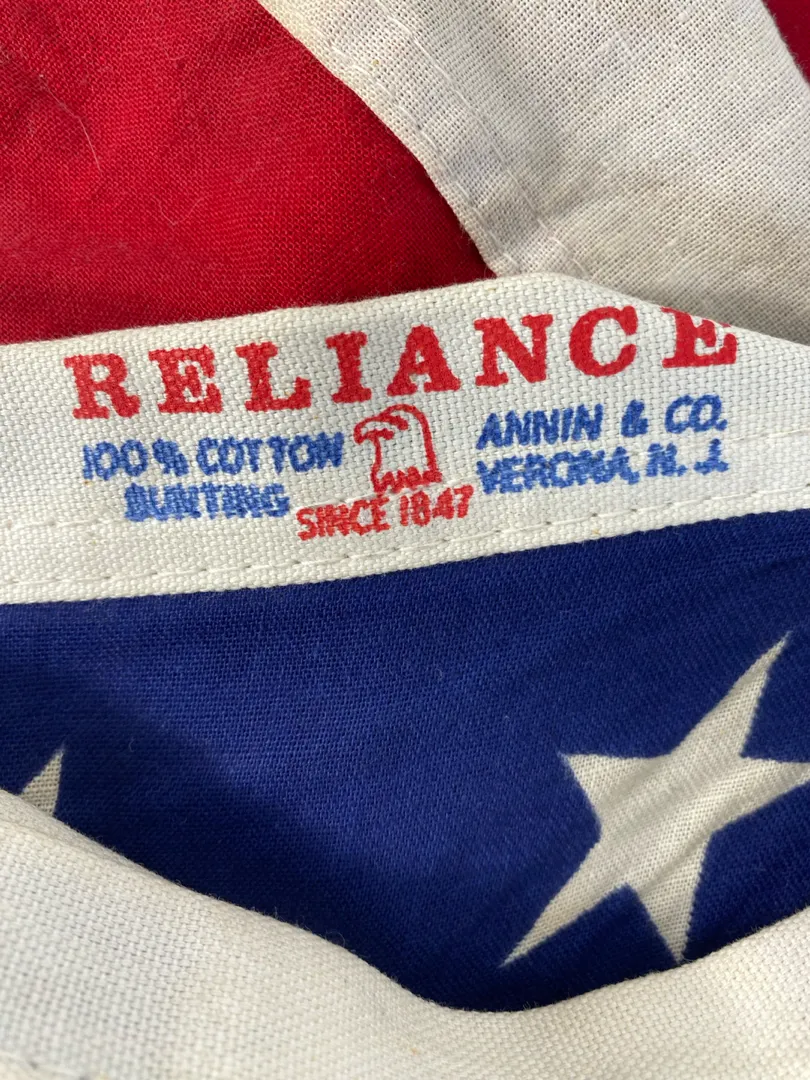 RELIANCE
100% COTTON
BUNTING
SINCE 1847
ANNIN & CO.
VERONA, N. J.